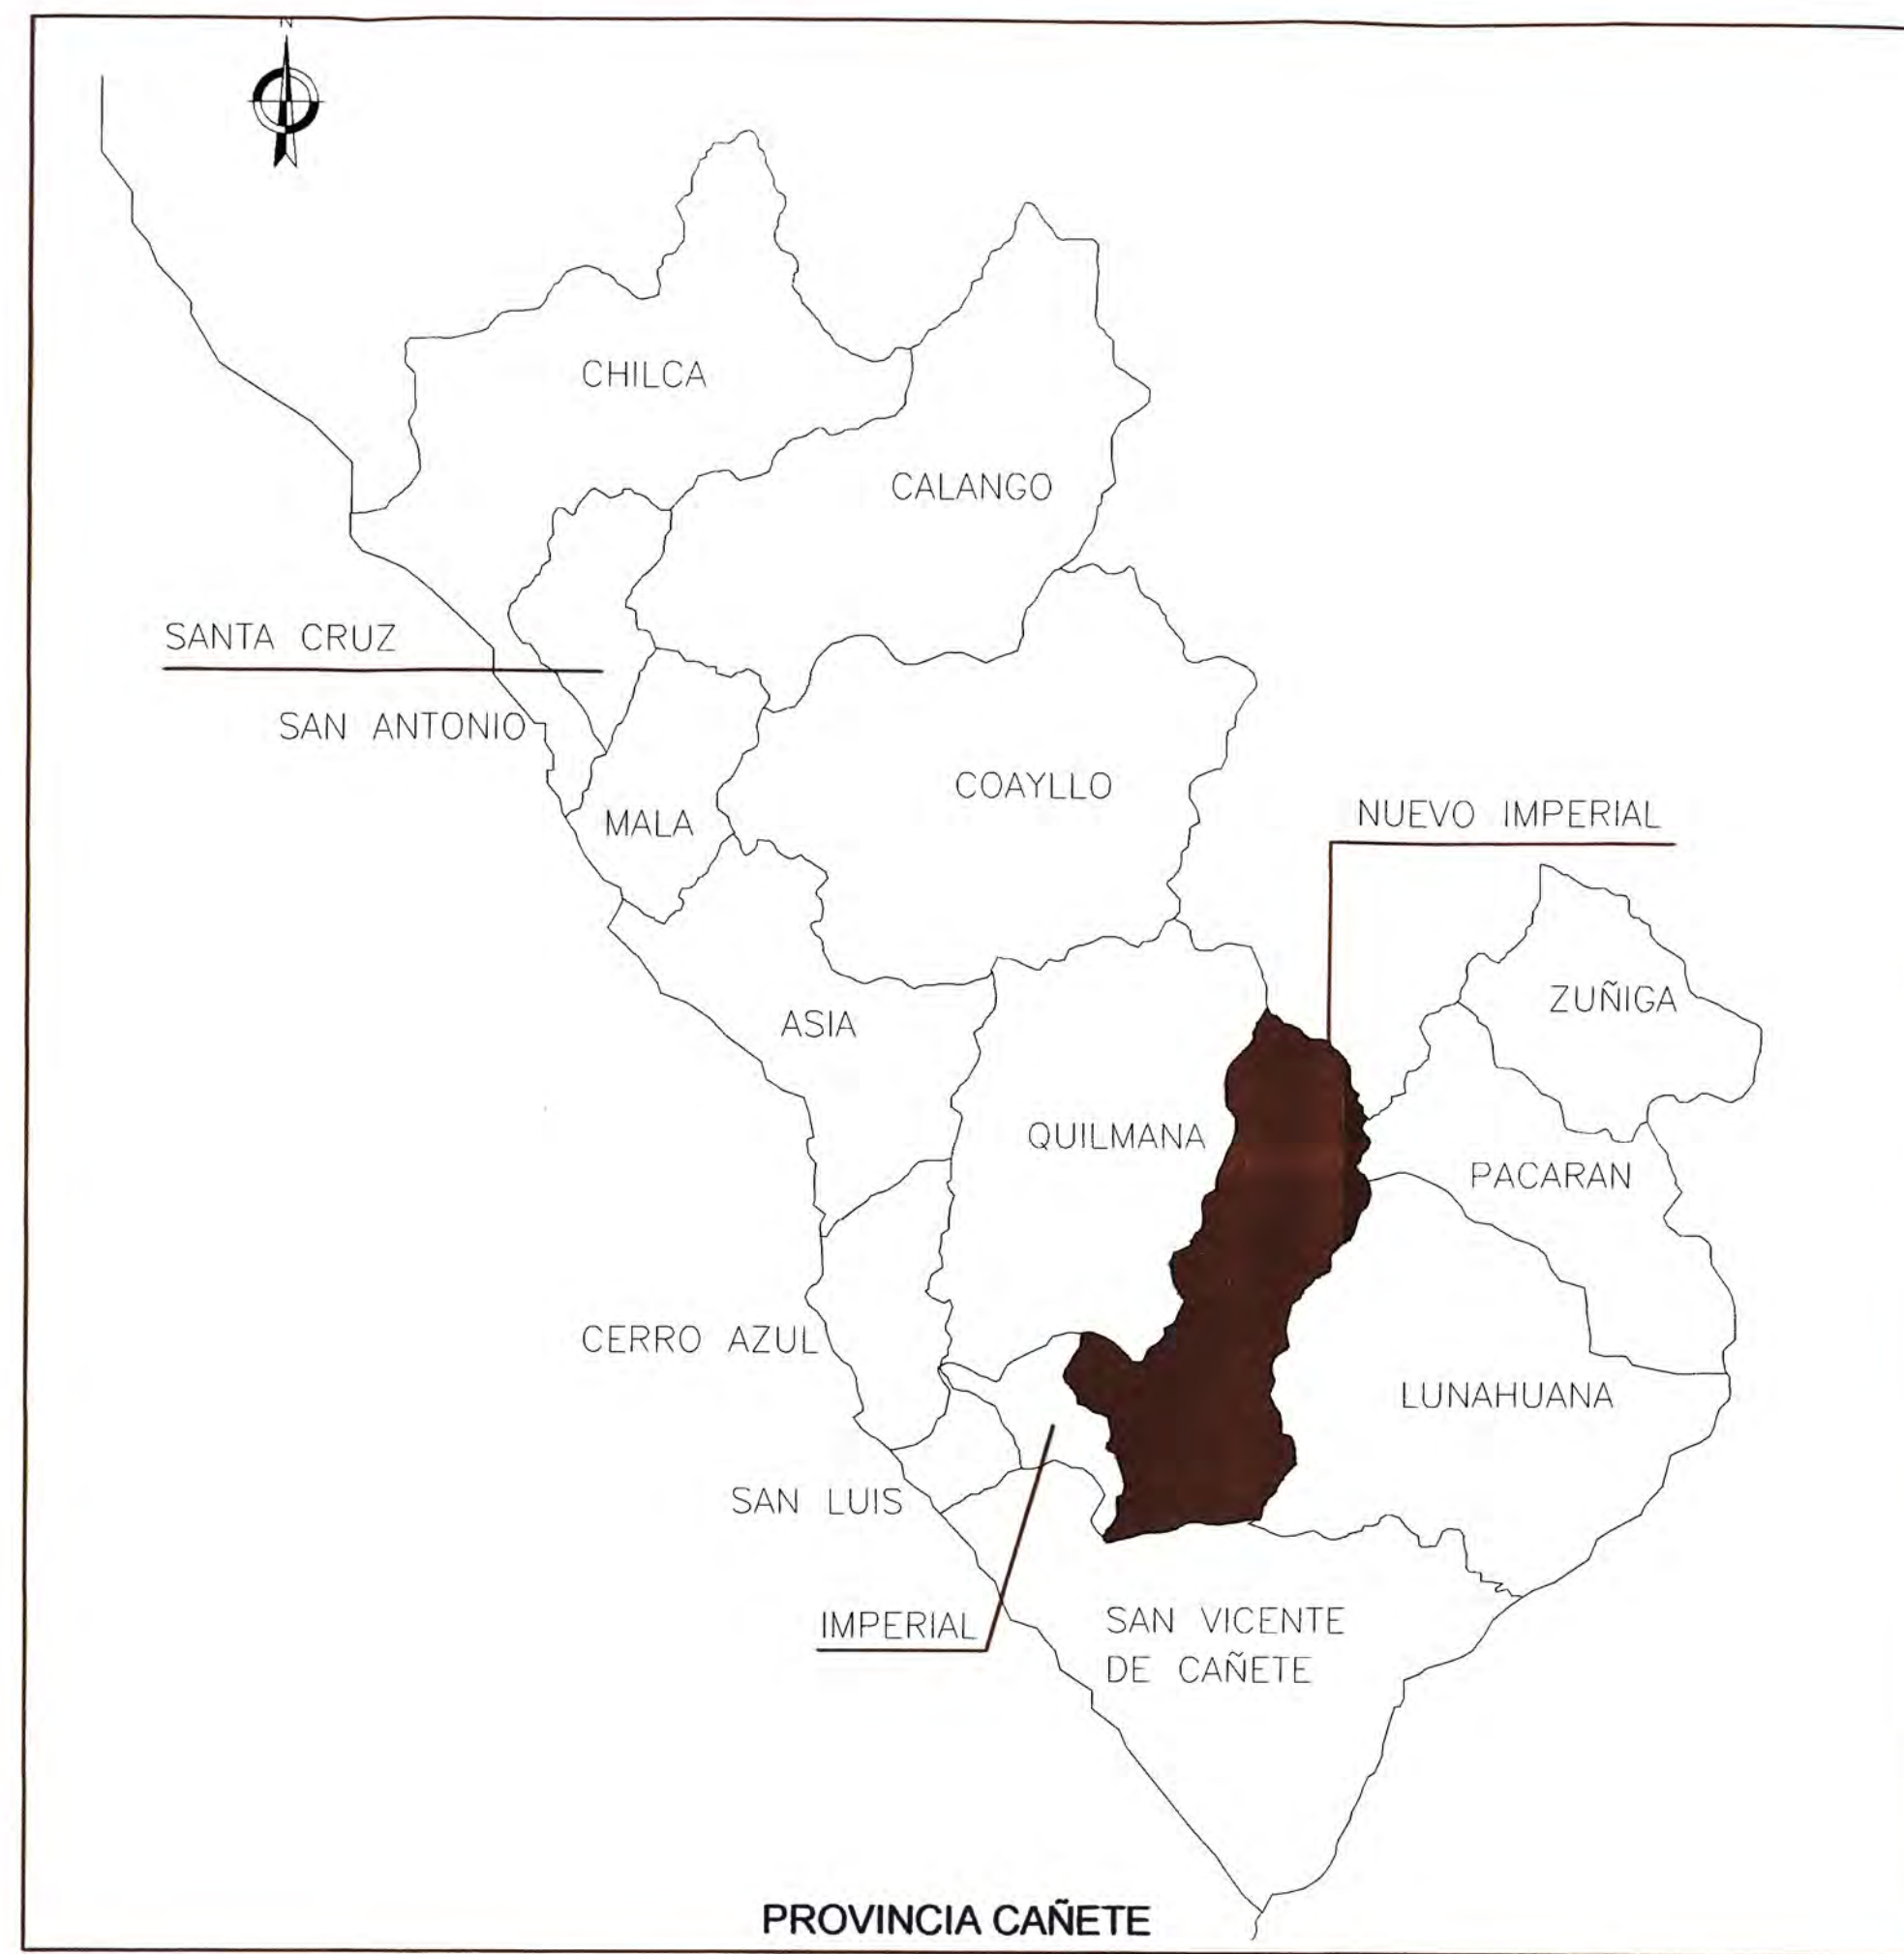 N
CHILCA
CALANGO
SANTA CRUZ
SAN ANTONIO
COAYLLO
MALA
NUEVO IMPERIAL
ZUÑIGA
ASIA
QUILMANA
PACARAN
CERRO AZUL
LUNAHUANA
SAN LUIS
IMPERIAL
SAN VICENTE
DE CAÑETE
PROVINCIA CAÑETE